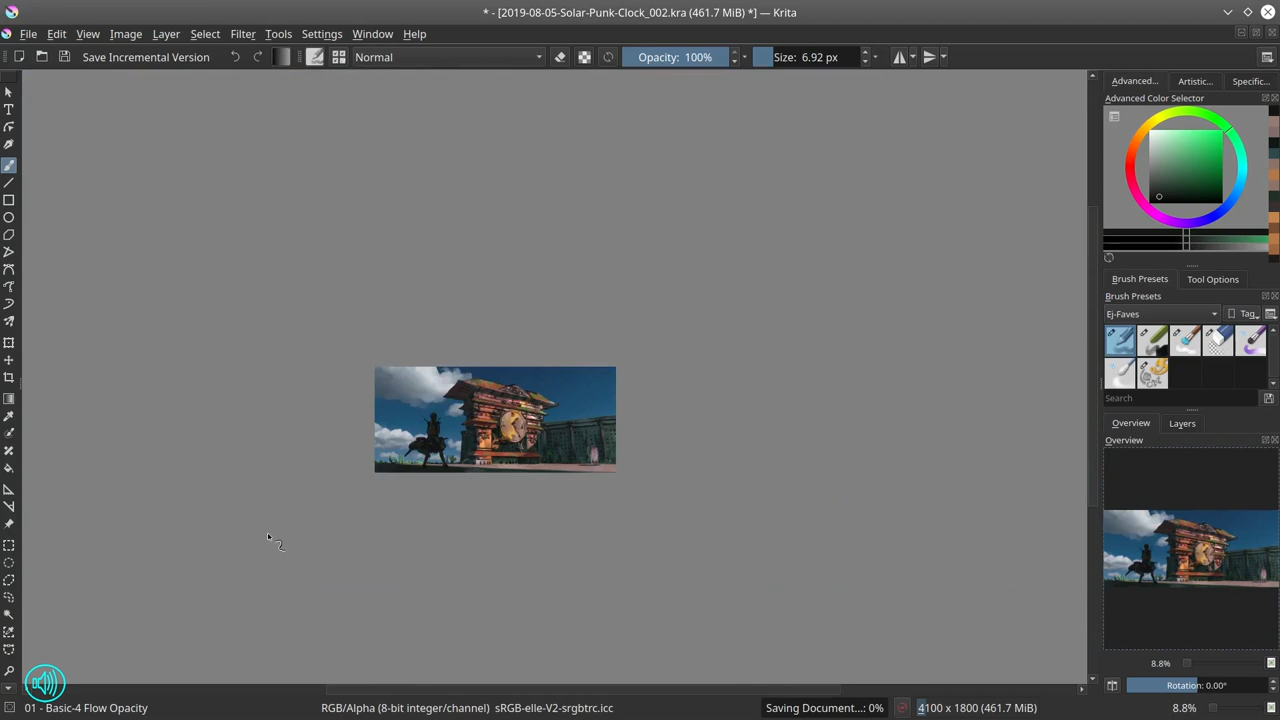 * - [2019-08-05-Solar-Punk-Clock_002.kra (461.7 MiB) *] — Krita
File Edit View Image Layer Select Filter Tools Settings Window Help
Save Incremental Version Normal Opacity: 100% Size: 6.92 px
Advanced... Artistic... Specific...
Advanced Color Selector
Brush Presets Tool Options
Brush Presets
Ej-Faves Tag
Search
Overview Layers
Overview
8.8%
Rotation: 0.00°
01 - Basic-4 Flow Opacity RGB/Alpha (8-bit integer/channel) sRGB-elle-V2-srgbtrc.icc Saving Document...: 0% 4100 x 1800 (461.7 MiB) 8.8%